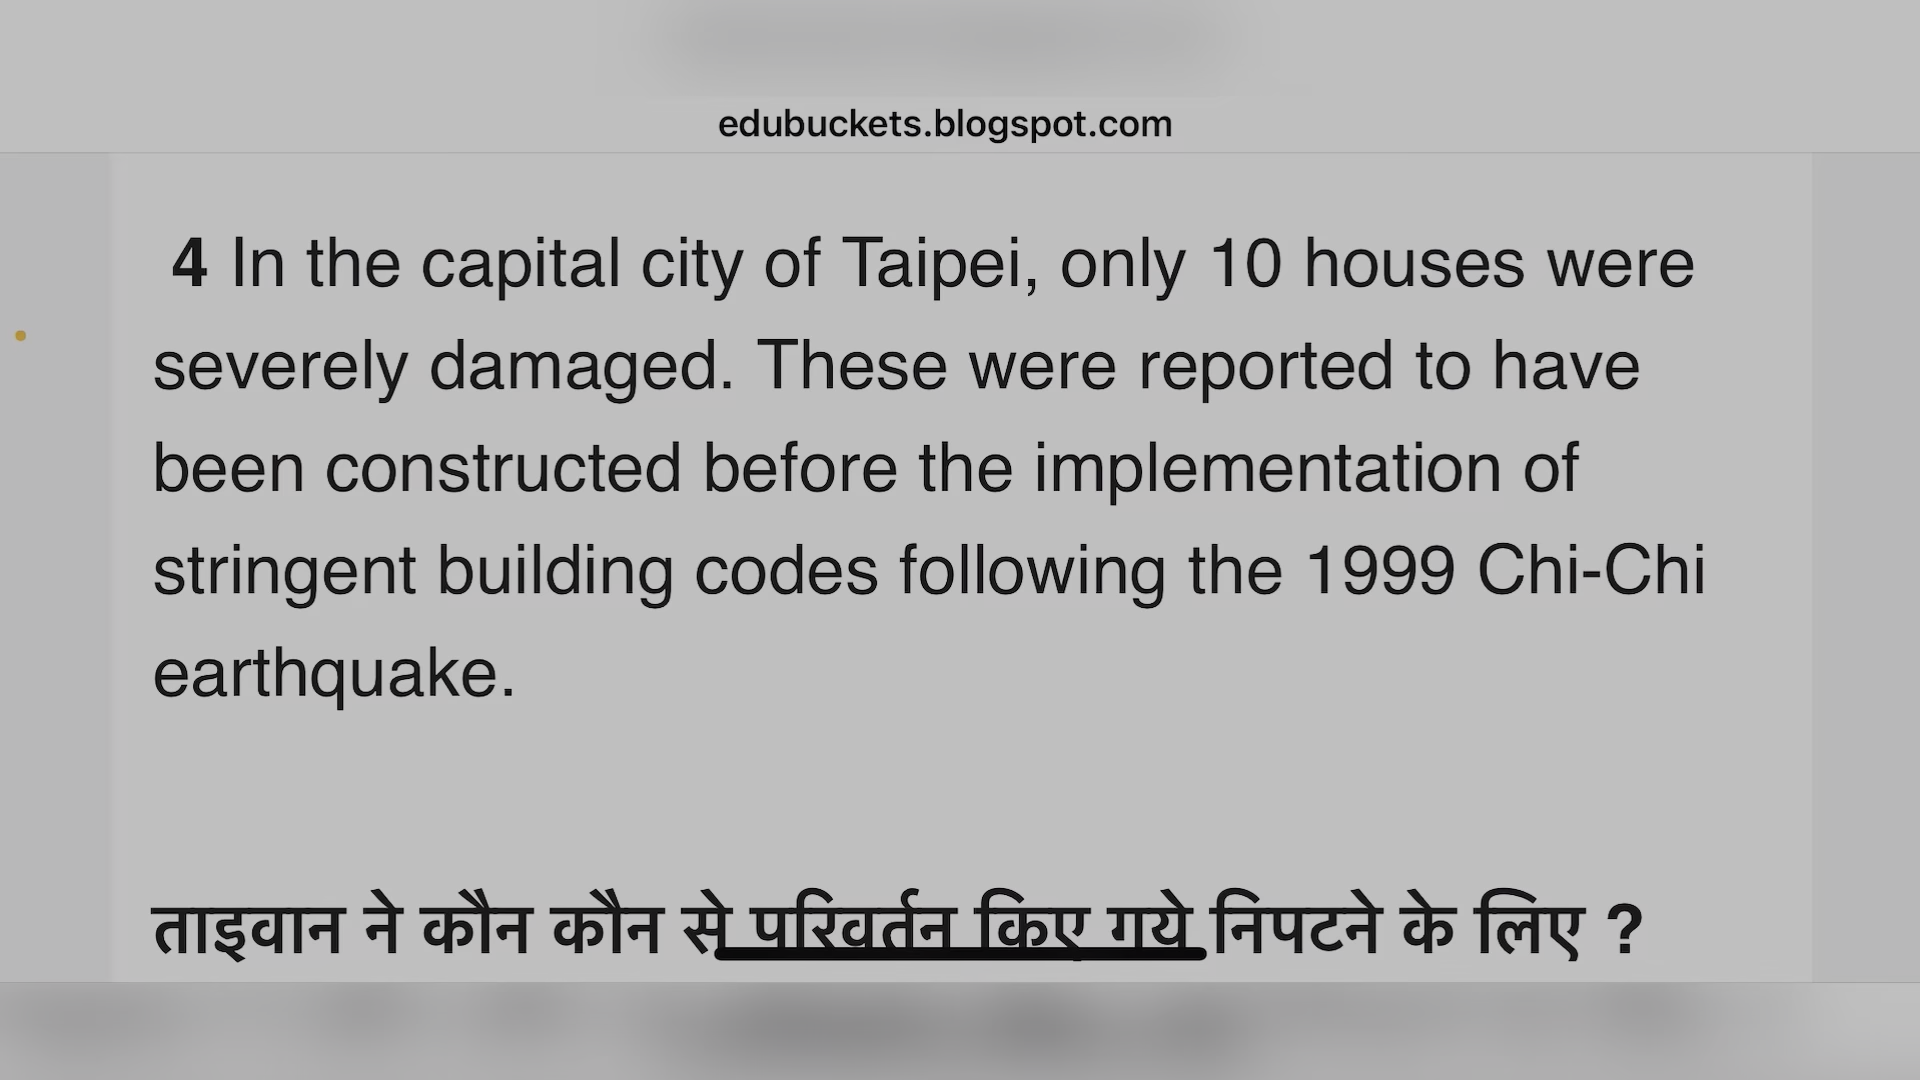 edubuckets.blogspot.com
4 In the capital city of Taipei, only 10 houses were
severely damaged. These were reported to have
been constructed before the implementation of
stringent building codes following the 1999 Chi-Chi
earthquake.
ताइवान ने कौन कौन से परिवर्तन किए गये निपटने के लिए ?